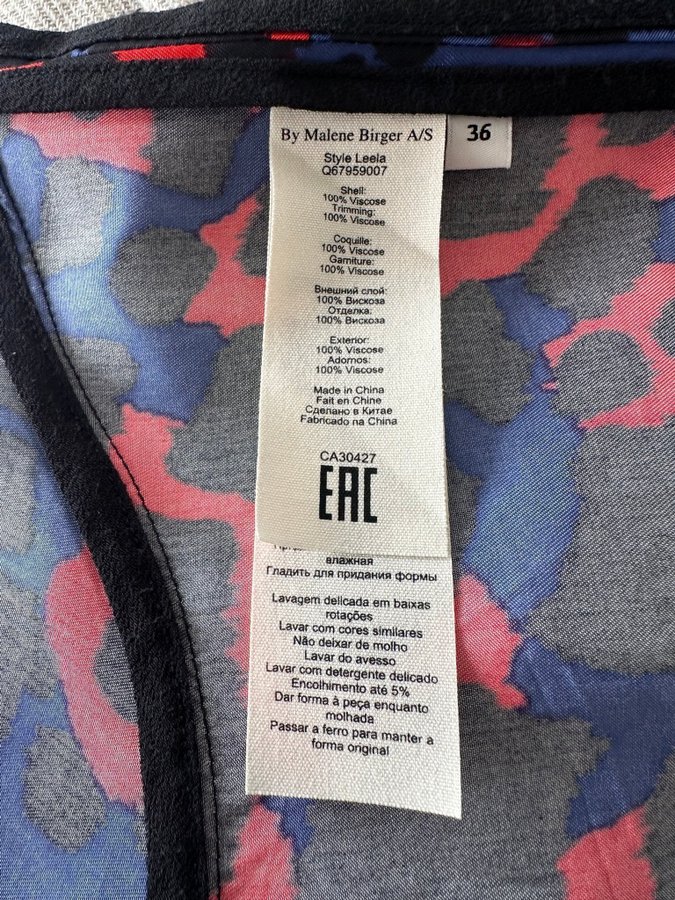 By Malene Birger A/S
36
Style Leela
Q67959007
Shell:
100% Viscose
Trimming:
100% Viscose
Coquille:
100% Viscose
Garniture:
100% Viscose
Внешний слой:
100% Вискоза
Отделка:
100% Вискоза
Exterior:
100% Viscose
Adornos:
100% Viscose
Made in China
Fait en Chine
Сделано в Китае
Fabricado na China
CA30427
EAC
влажная
Гладить для придания формы
Lavagem delicada em baixas
rotações
Lavar com cores similares
Não deixar de molho
Lavar do avesso
Lavar com detergente delicado
Encolhimento até 5%
Dar forma à peça enquanto
molhada
Passar a ferro para manter a
forma original